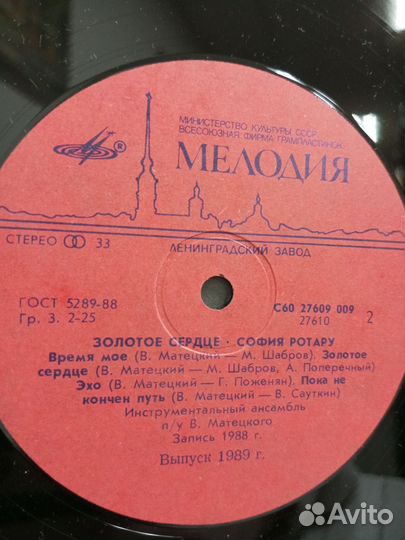 МИНИСТЕРСТВО КУЛЬТУРЫ СССР
ВСЕСОЮЗНАЯ ФИРМА ГРАМПЛАСТИНОК
®
МЕЛОДИЯ
СТЕРЕО 33
ЛЕНИНГРАДСКИЙ ЗАВОД
ГОСТ 5289-88
Гр. 3. 2-25
С60 27609 009
27610
2
ЗОЛОТОЕ СЕРДЦЕ · СОФИЯ РОТАРУ
Время мое (В. Матецкий — М. Шабров). Золотое
сердце (В. Матецкий — М. Шабров, А. Поперечный)
Эхо (В. Матецкий — Г. Поженян). Пока не
кончен путь (В. Матецкий — В. Сауткин)
Инструментальный ансамбль
п/у В. Матецкого
Запись 1988 г.
Выпуск 1989 г.
Avito